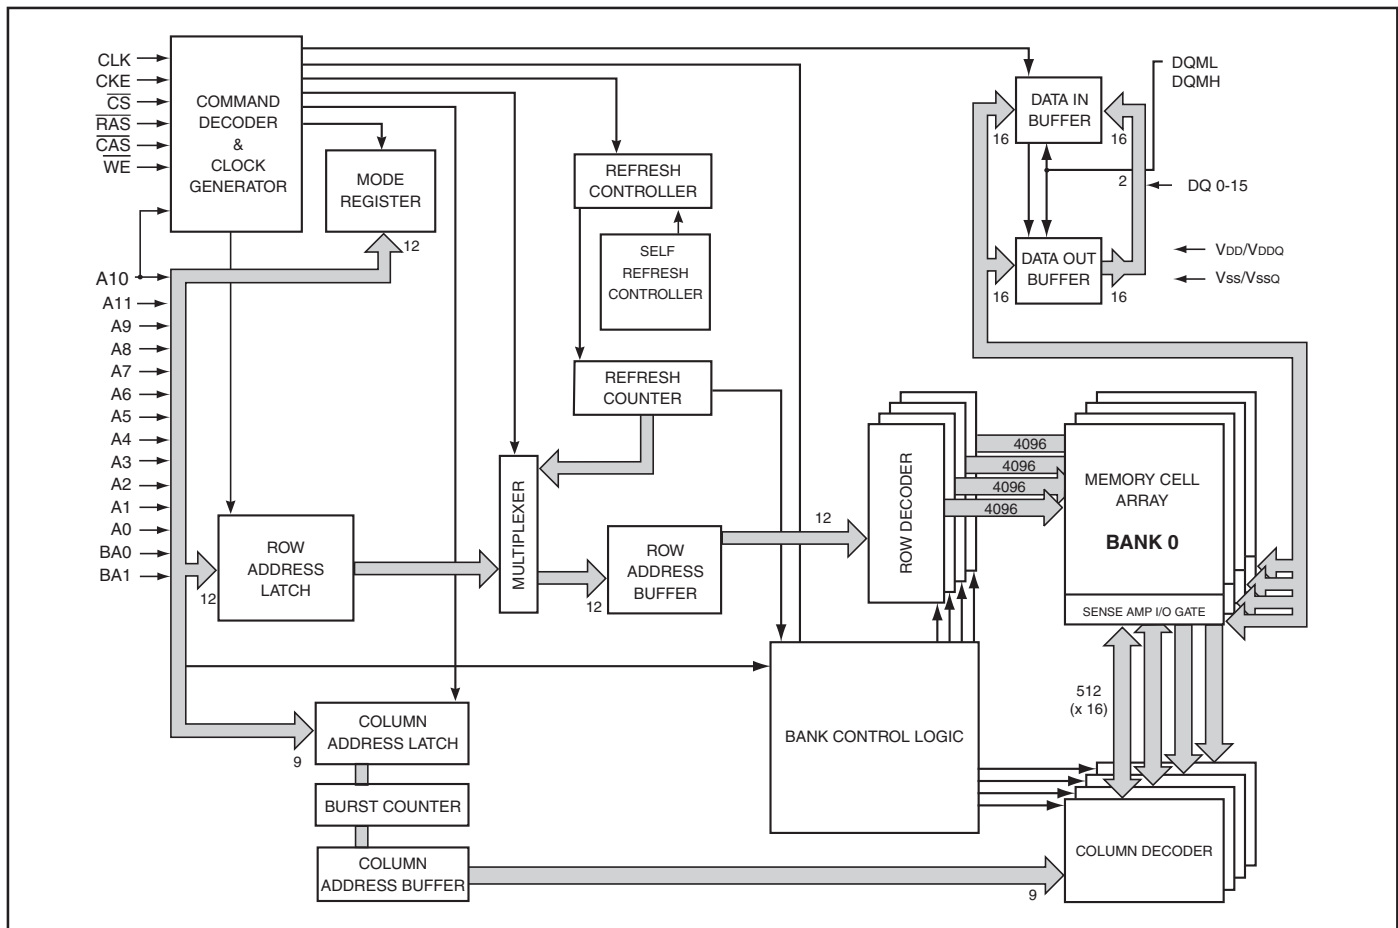 CLK
CKE
CS
RAS
CAS
WE
A10
A11
A9
A8
A7
A6
A5
A4
A3
A2
A1
A0
BA0
BA1
COMMAND
DECODER
&
CLOCK
GENERATOR
MODE
REGISTER
12
REFRESH
CONTROLLER
SELF
REFRESH
CONTROLLER
REFRESH
COUNTER
DATA IN
BUFFER
16
16
DQML
DQMH
2
DQ 0-15
DATA OUT
BUFFER
16
16
VDD/VDDQ
Vss/VssQ
MULTIPLEXER
ROW
ADDRESS
LATCH
12
ROW
ADDRESS
BUFFER
12
12
ROW DECODER
4096
4096
4096
4096
MEMORY CELL
ARRAY
BANK 0
SENSE AMP I/O GATE
512
(x 16)
BANK CONTROL LOGIC
COLUMN
ADDRESS LATCH
9
BURST COUNTER
COLUMN
ADDRESS BUFFER
9
COLUMN DECODER